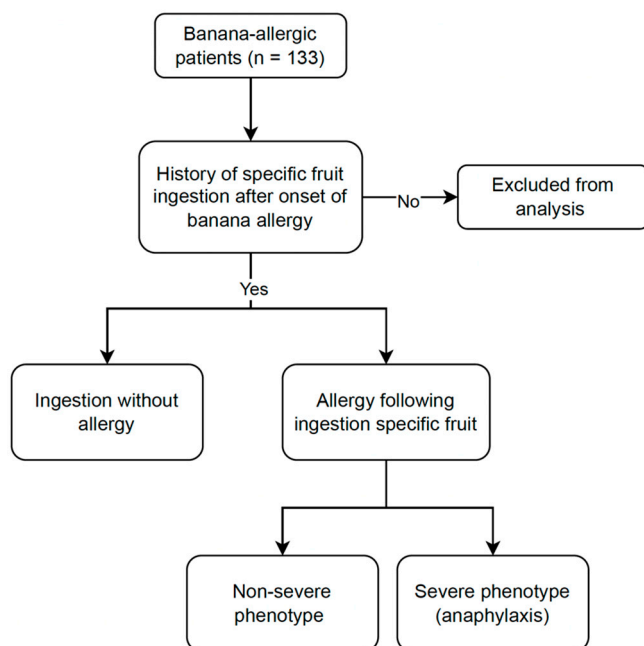 Banana-allergic
patients (n = 133)
History of specific fruit
ingestion after onset of
banana allergy
No
Excluded from
analysis
Yes
Ingestion without
allergy
Allergy following
ingestion specific fruit
Non-severe
phenotype
Severe phenotype
(anaphylaxis)